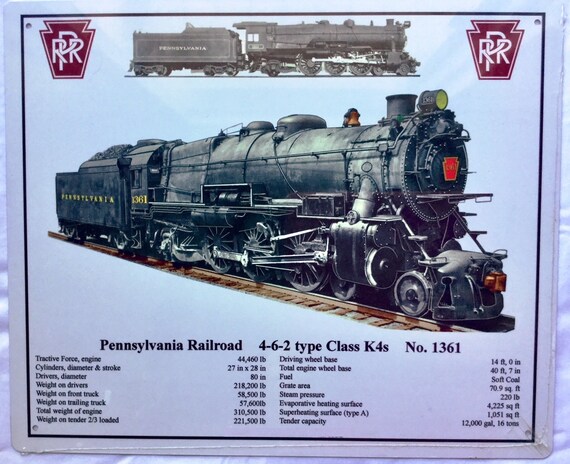 PRR
PRR
PENNSYLVANIA
1361
PENNSYLVANIA
1361
Pennsylvania Railroad 4-6-2 type Class K4s No. 1361
Tractive Force, engine 44,460 lb
Cylinders, diameter & stroke 27 in x 28 in
Drivers, diameter 80 in
Weight on drivers 218,200 lb
Weight on front truck 58,500 lb
Weight on trailing truck 57,600lb
Total weight of engine 310,500 lb
Weight on tender 2/3 loaded 221,500 lb
Driving wheel base 14 ft, 0 in
Total engine wheel base 40 ft, 7 in
Fuel Soft Coal
Grate area 70.9 sq. ft
Steam pressure 220 lb
Evaporative heating surface 4,225 sq ft
Superheating surface (type A) 1,051 sq ft
Tender capacity 12,000 gal, 16 tons